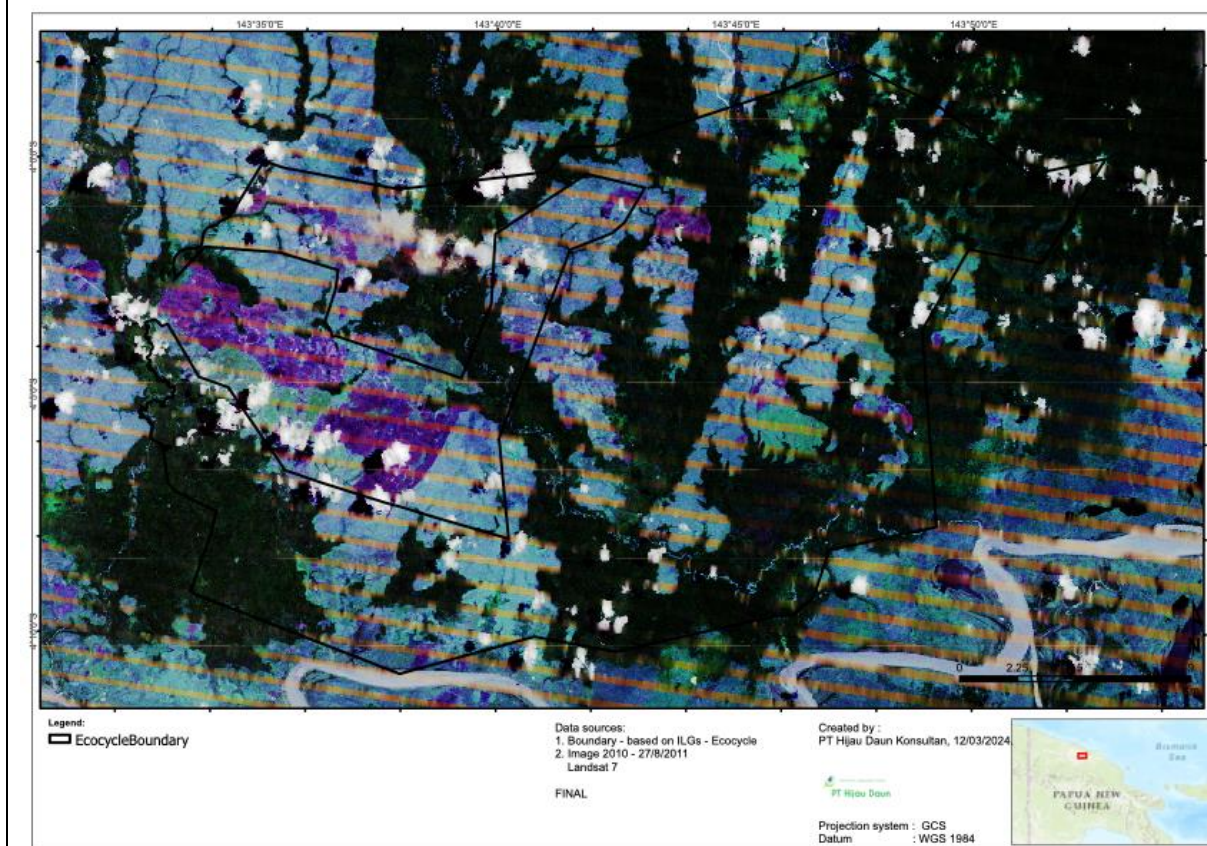 143°35'0"E 143°40'0"E 143°45'0"E 143°50'0"E
4°0'0"S
4°5'0"S
4°10'0"S
0 2.25
Legend:
EcocycleBoundary
Data sources:
1. Boundary - based on ILGs - Ecocycle
2. Image 2010 - 27/8/2011
Landsat 7
FINAL
Created by :
PT Hijau Daun Konsultan, 12/03/2024
PT Hijau Daun
Projection system : GCS
Datum : WGS 1984
Bismarck
Sea
PAPUA NEW
GUINEA